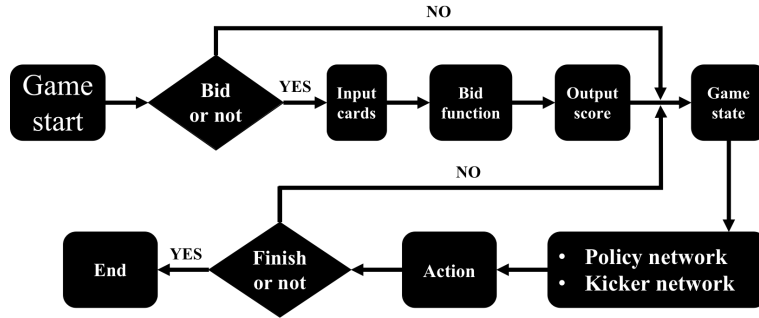 NO
Game
start
Bid
or not
YES
Input
cards
Bid
function
Output
score
Game
state
NO
End
YES
Finish
or not
Action
• Policy network
• Kicker network